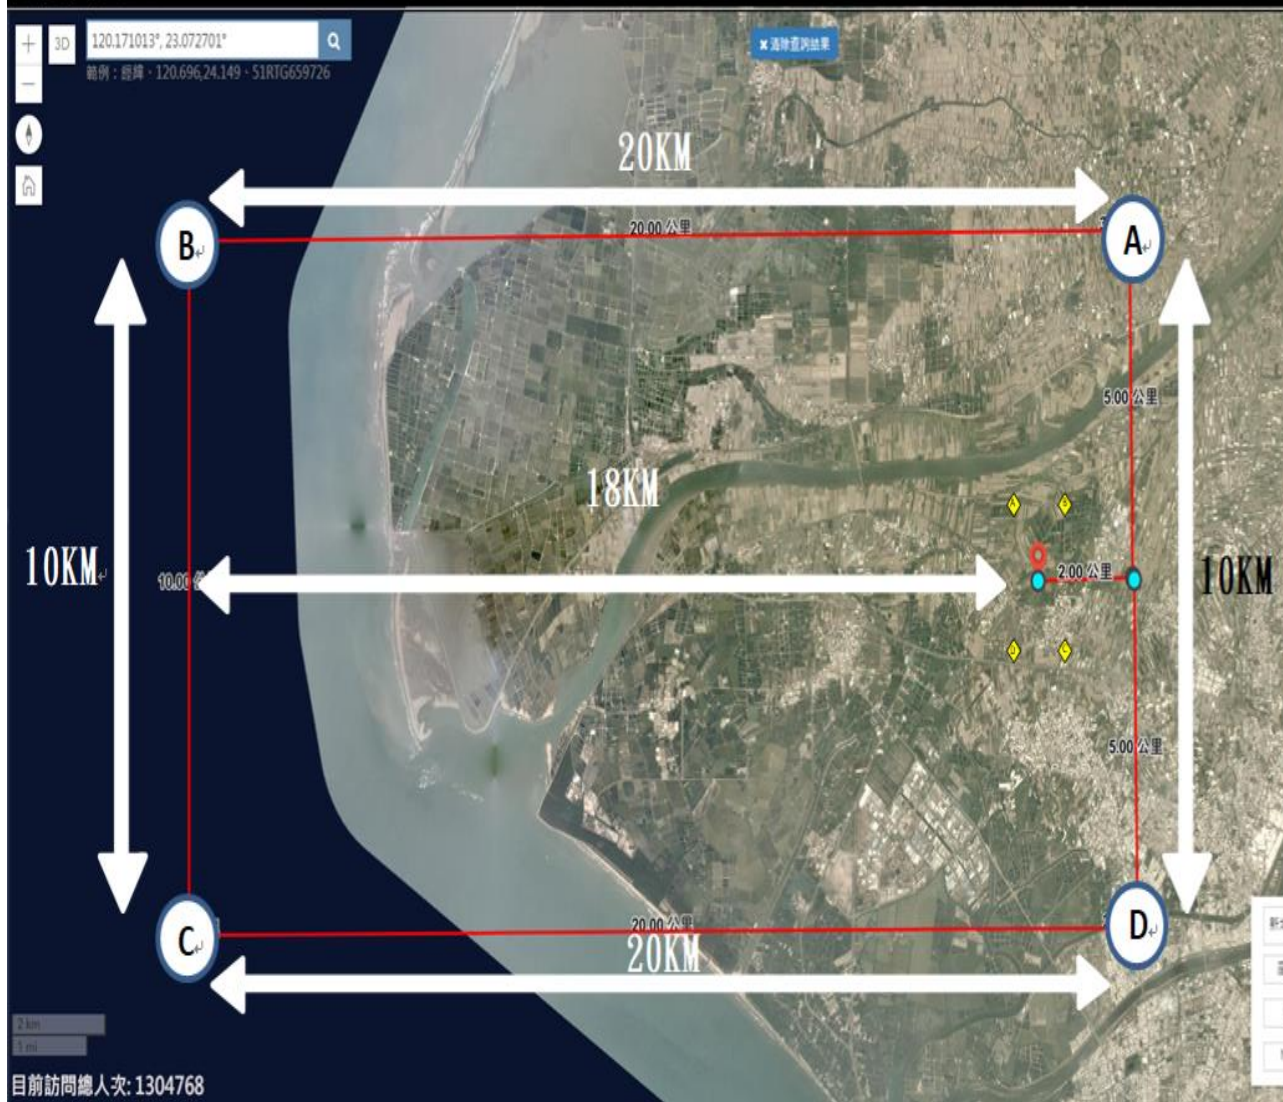 +
3D
120.171013°, 23.072701°
範例：經緯、120.696,24.149、51RTG659726
✖ 清除查詢結果
−
20KM
20.00 公里
B
A
5.00 公里
18KM
A
B
10KM
10.00
2.00 公里
10KM
5.00 公里
C
D
20.00 公里
20KM
2 km
1 mi
目前訪問總人次: 1304768